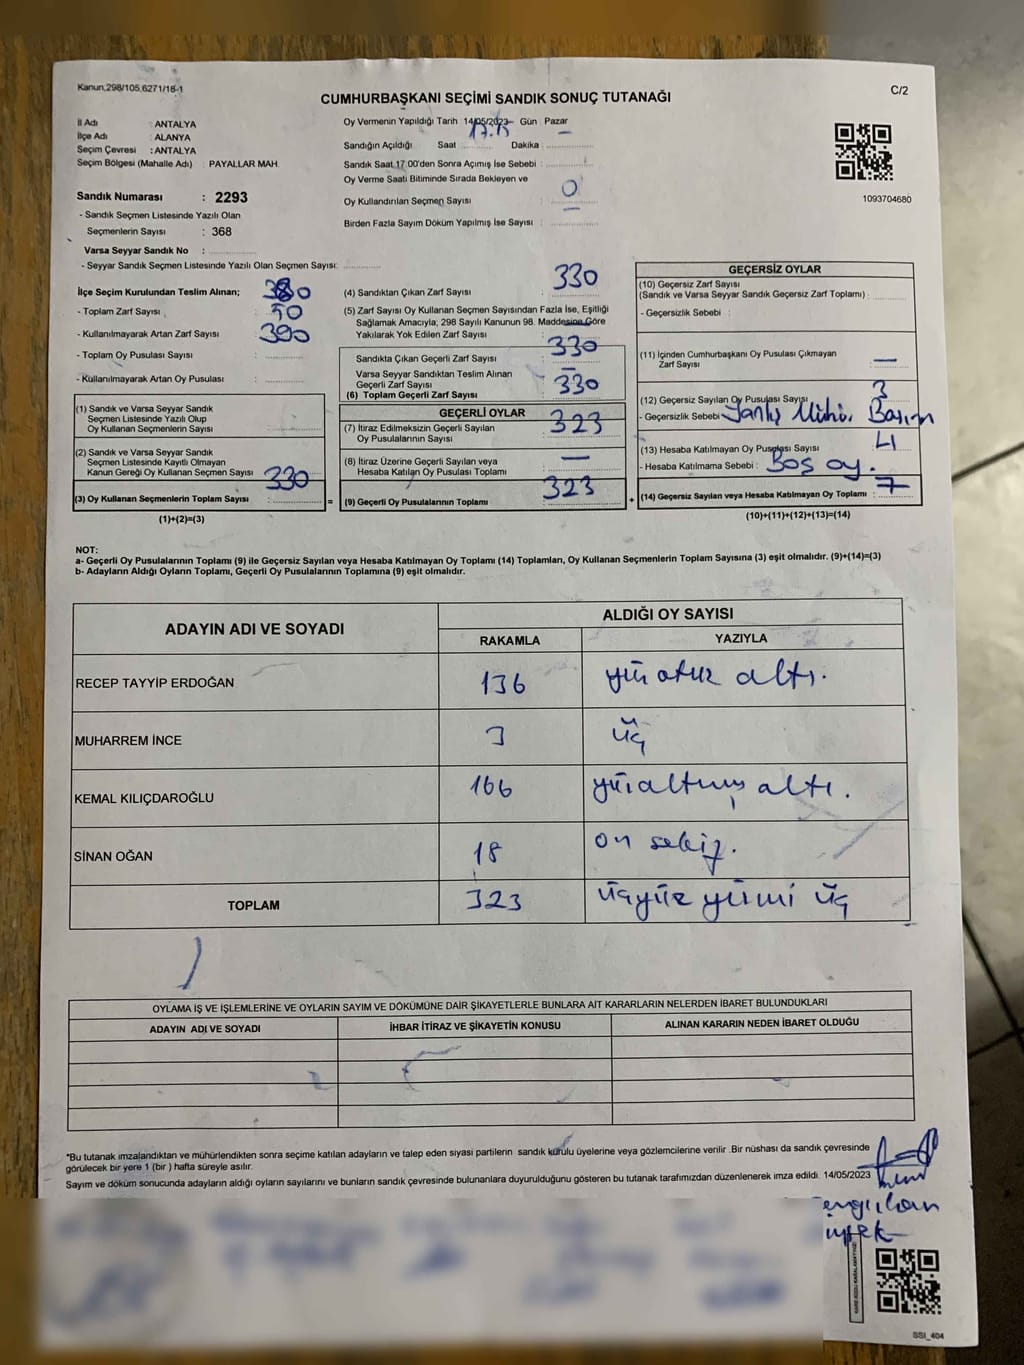 Kanun.298/105,6271/18-1
C/2
CUMHURBAŞKANI SEÇİMİ SANDIK SONUÇ TUTANAĞI
İl Adı : ANTALYA
İlçe Adı : ALANYA
Seçim Çevresi : ANTALYA
Seçim Bölgesi (Mahalle Adı) : PAYALLAR MAH.
Sandık Numarası : 2293
- Sandık Seçmen Listesinde Yazılı Olan
Seçmenlerin Sayısı : 368
Varsa Seyyar Sandık No :
- Seyyar Sandık Seçmen Listesinde Yazılı Olan Seçmen Sayısı:
Oy Vermenin Yapıldığı Tarih 14/05/2023 Gün Pazar
Sandığın Açıldığı Saat Dakika :
Sandık Saat 17.00'den Sonra Açımış İse Sebebi :
Oy Verme Saati Bitiminde Sırada Bekleyen ve
Oy Kullandırılan Seçmen Sayısı : 0
Birden Fazla Sayım Döküm Yapılmış İse Sayısı :
1093704680
İlçe Seçim Kurulundan Teslim Alınan;
- Toplam Zarf Sayısı :
- Kullanılmayarak Artan Zarf Sayısı : 390
- Toplam Oy Pusulası Sayısı :
- Kullanılmayarak Artan Oy Pusulası :
(1) Sandık ve Varsa Seyyar Sandık
Seçmen Listesinde Yazılı Olup
Oy Kullanan Seçmenlerin Sayısı :
(2) Sandık ve Varsa Seyyar Sandık
Seçmen Listesinde Kayıtlı Olmayan
Kanun Gereği Oy Kullanan Seçmen Sayısı :
(3) Oy Kullanan Seçmenlerin Toplam Sayısı : 330
(1)+(2)=(3)
(4) Sandıktan Çıkan Zarf Sayısı : 330
(5) Zarf Sayısı Oy Kullanan Seçmen Sayısından Fazla İse, Eşitliği
Sağlamak Amacıyla; 298 Sayılı Kanunun 98. Maddesine Göre
Yakılarak Yok Edilen Zarf Sayısı :
Sandıkta Çıkan Geçerli Zarf Sayısı : 330
Varsa Seyyar Sandıktan Teslim Alınan
Geçerli Zarf Sayısı : –
(6) Toplam Geçerli Zarf Sayısı : 330
GEÇERLİ OYLAR
(7) İtiraz Edilmeksizin Geçerli Sayılan
Oy Pusulalarının Sayısı : 323
(8) İtiraz Üzerine Geçerli Sayılan veya
Hesaba Katılan Oy Pusulası Toplamı : –
= (9) Geçerli Oy Pusulalarının Toplamı : 323
GEÇERSİZ OYLAR
(10) Geçersiz Zarf Sayısı
(Sandık ve Varsa Seyyar Sandık Geçersiz Zarf Toplamı) :
- Geçersizlik Sebebi :
(11) İçinden Cumhurbaşkanı Oy Pusulası Çıkmayan
Zarf Sayısı : –
(12) Geçersiz Sayılan Oy Pusulası Sayısı : 3
- Geçersizlik Sebebi : Yanlış Mühür Basım
(13) Hesaba Katılmayan Oy Pusulası Sayısı : 4
- Hesaba Katılmama Sebebi : Boş oy.
+ (14) Geçersiz Sayılan veya Hesaba Katılmayan Oy Toplamı : 7
(10)+(11)+(12)+(13)=(14)
NOT:
a- Geçerli Oy Pusulalarının Toplamı (9) ile Geçersiz Sayılan veya Hesaba Katılmayan Oy Toplamı (14) Toplamları, Oy Kullanan Seçmenlerin Toplam Sayısına (3) eşit olmalıdır. (9)+(14)=(3)
b- Adayların Aldığı Oyların Toplamı, Geçerli Oy Pusulalarının Toplamına (9) eşit olmalıdır.
ADAYIN ADI VE SOYADI
ALDIĞI OY SAYISI
RAKAMLA YAZIYLA
RECEP TAYYİP ERDOĞAN 136 yüz otuz altı.
MUHARREM İNCE 3 üç
KEMAL KILIÇDAROĞLU 166 yüzaltmış altı.
SİNAN OĞAN 18 on sekiz.
TOPLAM 323 üçyüz yirmi üç
OYLAMA İŞ VE İŞLEMLERİNE VE OYLARIN SAYIM VE DÖKÜMÜNE DAİR ŞİKAYETLERLE BUNLARA AİT KARARLARIN NELERDEN İBARET BULUNDUKLARI
ADAYIN ADI VE SOYADI İHBAR İTİRAZ VE ŞİKAYETİN KONUSU ALINAN KARARIN NEDEN İBARET OLDUĞU
"Bu tutanak imzalandıktan ve mühürlendikten sonra seçime katılan adayların ve talep eden siyasi partilerin sandık kurulu üyelerine veya gözlemcilerine verilir .Bir nüshası da sandık çevresinde
görülecek bir yere 1 (bir ) hafta süreyle asılır.
Sayım ve döküm sonucunda adayların aldığı oyların sayılarını ve bunların sandık çevresinde bulunanlara duyurulduğunu gösteren bu tutanak tarafımızdan düzenlenerek imza edildi. 14/05/2023
SSI_404